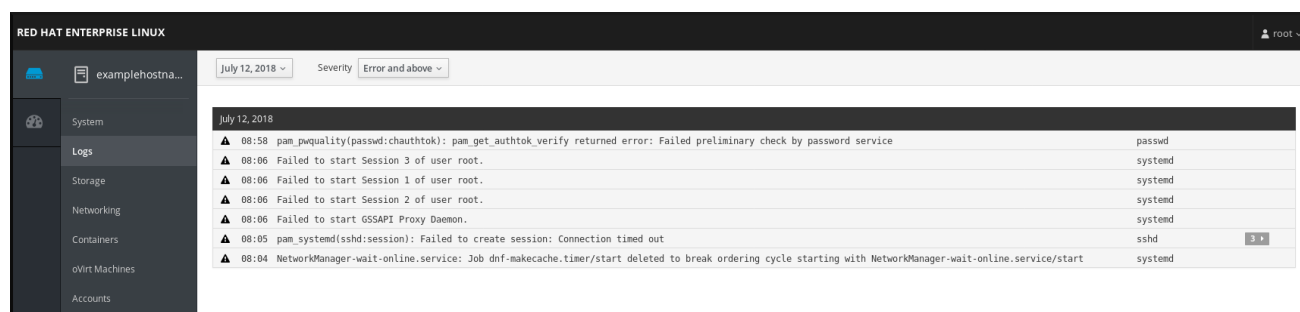 RED HAT ENTERPRISE LINUX
root
examplehostna...
July 12, 2018
Severity
Error and above
System
Logs
Storage
Networking
Containers
oVirt Machines
Accounts
July 12, 2018
08:58 pam_pwquality(passwd:chauthtok): pam_get_authtok_verify returned error: Failed preliminary check by password service passwd
08:06 Failed to start Session 3 of user root. systemd
08:06 Failed to start Session 1 of user root. systemd
08:06 Failed to start Session 2 of user root. systemd
08:06 Failed to start GSSAPI Proxy Daemon. systemd
08:05 pam_systemd(sshd:session): Failed to create session: Connection timed out sshd 3
08:04 NetworkManager-wait-online.service: Job dnf-makecache.timer/start deleted to break ordering cycle starting with NetworkManager-wait-online.service/start systemd